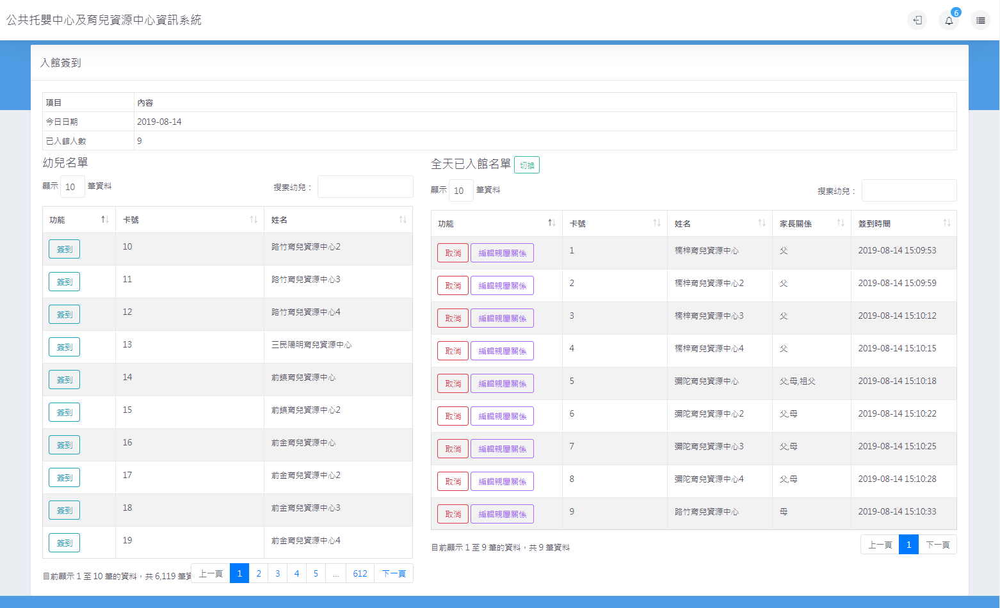 公共托嬰中心及育兒資源中心資訊系統
6
入館簽到
項目 內容
今日日期 2019-08-14
已入館人數 9
幼兒名單
顯示 10 筆資料 搜索幼兒：
功能 卡號 姓名
簽到 10 路竹育兒資源中心2
簽到 11 路竹育兒資源中心3
簽到 12 路竹育兒資源中心4
簽到 13 三民陽明育兒資源中心
簽到 14 前鎮育兒資源中心
簽到 15 前鎮育兒資源中心2
簽到 16 前金育兒資源中心
簽到 17 前金育兒資源中心2
簽到 18 前金育兒資源中心3
簽到 19 前金育兒資源中心4
目前顯示 1 至 10 筆的資料，共 6,119 筆資
上一頁 1 2 3 4 5 ... 612 下一頁
全天已入館名單 切換
顯示 10 筆資料 搜索幼兒：
功能 卡號 姓名 家長關係 簽到時間
取消 編輯親屬關係 1 楠梓育兒資源中心 父 2019-08-14 15:09:53
取消 編輯親屬關係 2 楠梓育兒資源中心2 父 2019-08-14 15:09:59
取消 編輯親屬關係 3 楠梓育兒資源中心3 父 2019-08-14 15:10:12
取消 編輯親屬關係 4 楠梓育兒資源中心4 父 2019-08-14 15:10:15
取消 編輯親屬關係 5 彌陀育兒資源中心 父,母,祖父 2019-08-14 15:10:18
取消 編輯親屬關係 6 彌陀育兒資源中心2 父,母 2019-08-14 15:10:22
取消 編輯親屬關係 7 彌陀育兒資源中心3 父,母 2019-08-14 15:10:25
取消 編輯親屬關係 8 彌陀育兒資源中心4 父,母 2019-08-14 15:10:28
取消 編輯親屬關係 9 路竹育兒資源中心 母 2019-08-14 15:10:33
目前顯示 1 至 9 筆的資料，共 9 筆資料
上一頁 1 下一頁